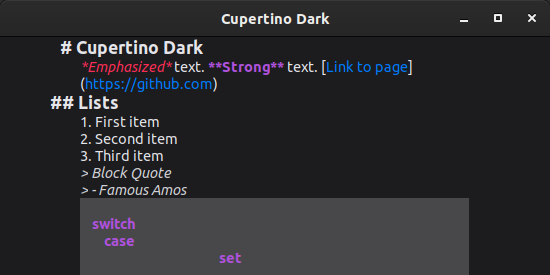 Cupertino Dark
# Cupertino Dark
*Emphasized* text. **Strong** text. [Link to page]
(https://github.com)
## Lists
1. First item
2. Second item
3. Third item
> Block Quote
> - Famous Amos
switch
case
set